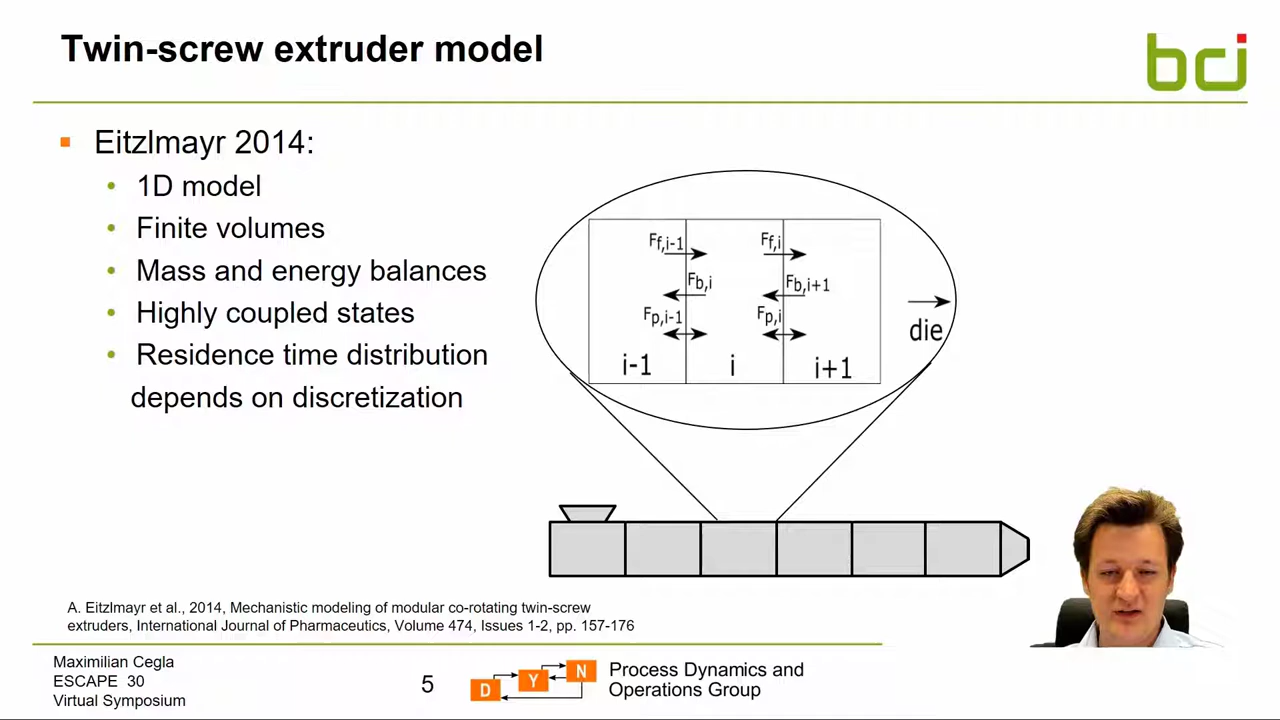 Twin-screw extruder model
bci
Eitzlmayr 2014:
1D model
Finite volumes
Mass and energy balances
Highly coupled states
Residence time distribution
depends on discretization
Ff,i-1
Ff,i
Fb,i
Fb,i+1
Fp,i-1
Fp,i
die
i-1
i
i+1
A. Eitzlmayr et al., 2014, Mechanistic modeling of modular co-rotating twin-screw
extruders, International Journal of Pharmaceutics, Volume 474, Issues 1-2, pp. 157-176
Maximilian Cegla
ESCAPE 30
Virtual Symposium
5
D Y N
Process Dynamics and
Operations Group